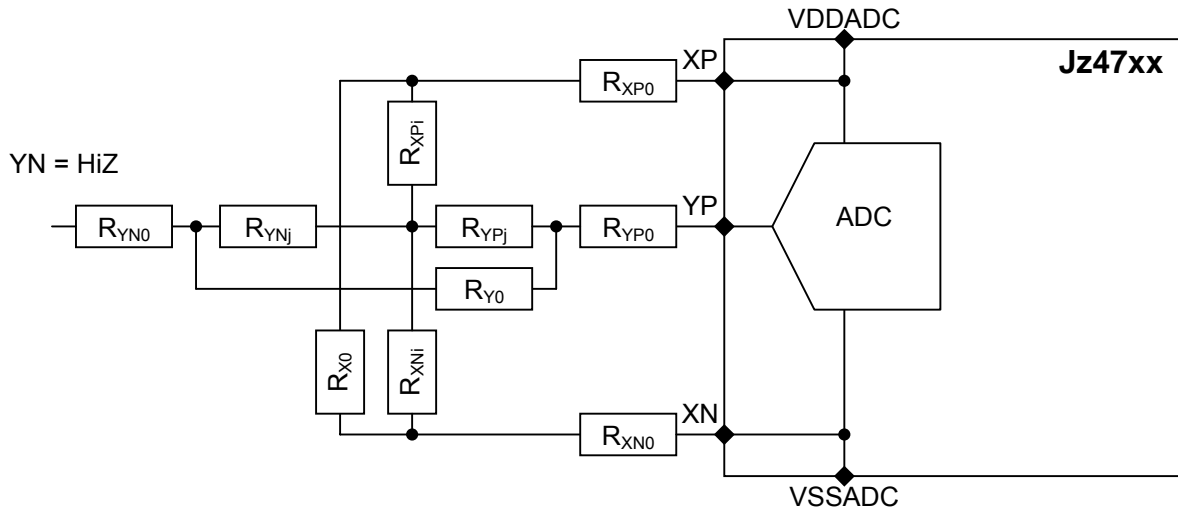 VDDADC
XP
Jz47xx
RXP0
RXPi
YN = HiZ
YP
RYN0
RYNj
RYPj
RYP0
ADC
RY0
RX0
RXNi
XN
RXN0
VSSADC